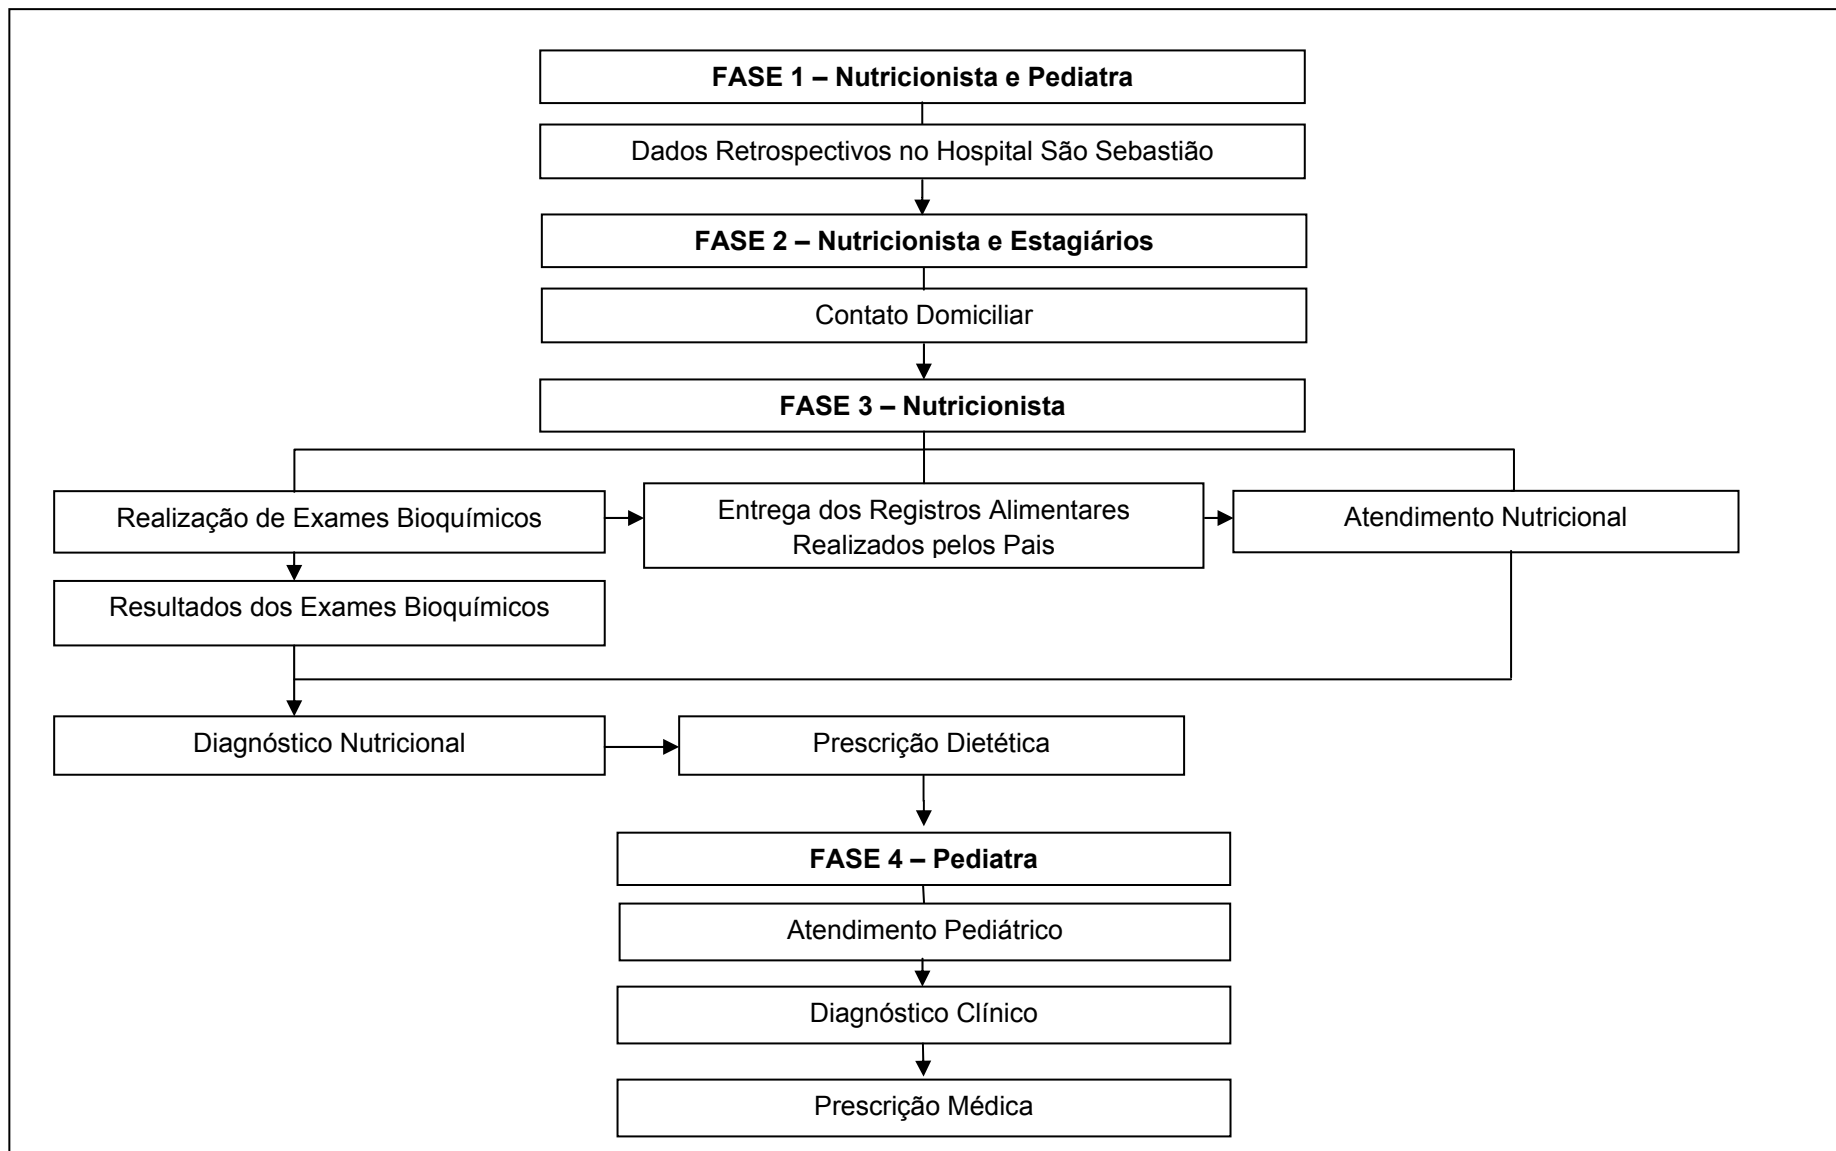 FASE 1 – Nutricionista e Pediatra
Dados Retrospectivos no Hospital São Sebastião
FASE 2 – Nutricionista e Estagiários
Contato Domiciliar
FASE 3 – Nutricionista
Realização de Exames Bioquímicos
Entrega dos Registros Alimentares
Realizados pelos Pais
Atendimento Nutricional
Resultados dos Exames Bioquímicos
Diagnóstico Nutricional
Prescrição Dietética
FASE 4 – Pediatra
Atendimento Pediátrico
Diagnóstico Clínico
Prescrição Médica